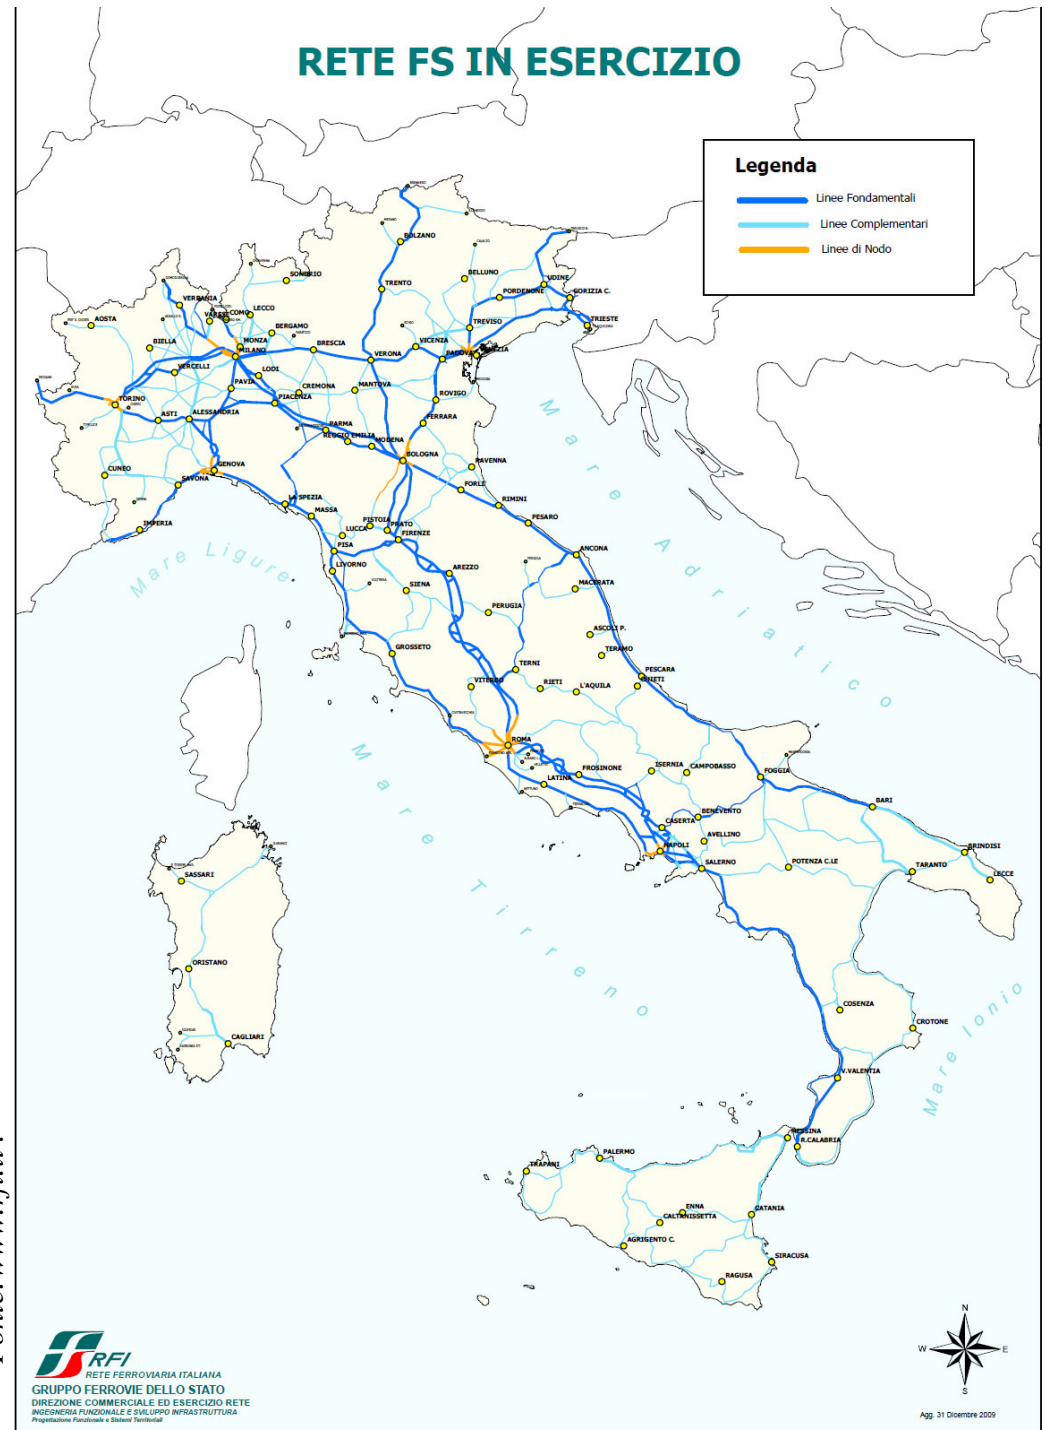 RETE FS IN ESERCIZIO
Legenda
Linee Fondamentali
Linee Complementari
Linee di Nodo
BOLZANO
SONDRIO
TRENTO
BELLUNO
UDINE
PORDENONE
GORIZIA C.
VERBANIA
LECCO
AOSTA
VARESE
COMO
TREVISO
TRIESTE
BERGAMO
BIELLA
MONZA
MILANO
BRESCIA
VICENZA
VERONA
PADOVA
VENEZIA
VERCELLI
LODI
PAVIA
CREMONA
MANTOVA
TORINO
PIACENZA
ROVIGO
ASTI
ALESSANDRIA
PARMA
FERRARA
REGGIO EMILIA
MODENA
BOLOGNA
CUNEO
GENOVA
RAVENNA
SAVONA
FORLI'
LA SPEZIA
RIMINI
MASSA
IMPERIA
PISTOIA
PRATO
LUCCA
FIRENZE
PESARO
PISA
ANCONA
Mare Ligure
LIVORNO
AREZZO
SIENA
MACERATA
PERUGIA
ASCOLI P.
GROSSETO
TERAMO
TERNI
PESCARA
CHIETI
VITERBO
RIETI
L'AQUILA
Mare Adriatico
ROMA
FROSINONE
ISERNIA
CAMPOBASSO
LATINA
FOGGIA
BARI
BENEVENTO
CASERTA
AVELLINO
NAPOLI
BRINDISI
SALERNO
POTENZA C.LE
TARANTO
LECCE
Mare Tirreno
SASSARI
ORISTANO
CAGLIARI
COSENZA
CROTONE
Mare Ionio
V.VALENTIA
MESSINA
R.CALABRIA
PALERMO
TRAPANI
ENNA
CALTANISSETTA
CATANIA
AGRIGENTO C.
SIRACUSA
RAGUSA
N
W
E
S
RFI
RETE FERROVIARIA ITALIANA
GRUPPO FERROVIE DELLO STATO
DIREZIONE COMMERCIALE ED ESERCIZIO RETE
INGEGNERIA FUNZIONALE E SVILUPPO INFRASTRUTTURA
Progettazione Funzionale e Sistemi Territoriali
Agg. 31 Dicembre 2009